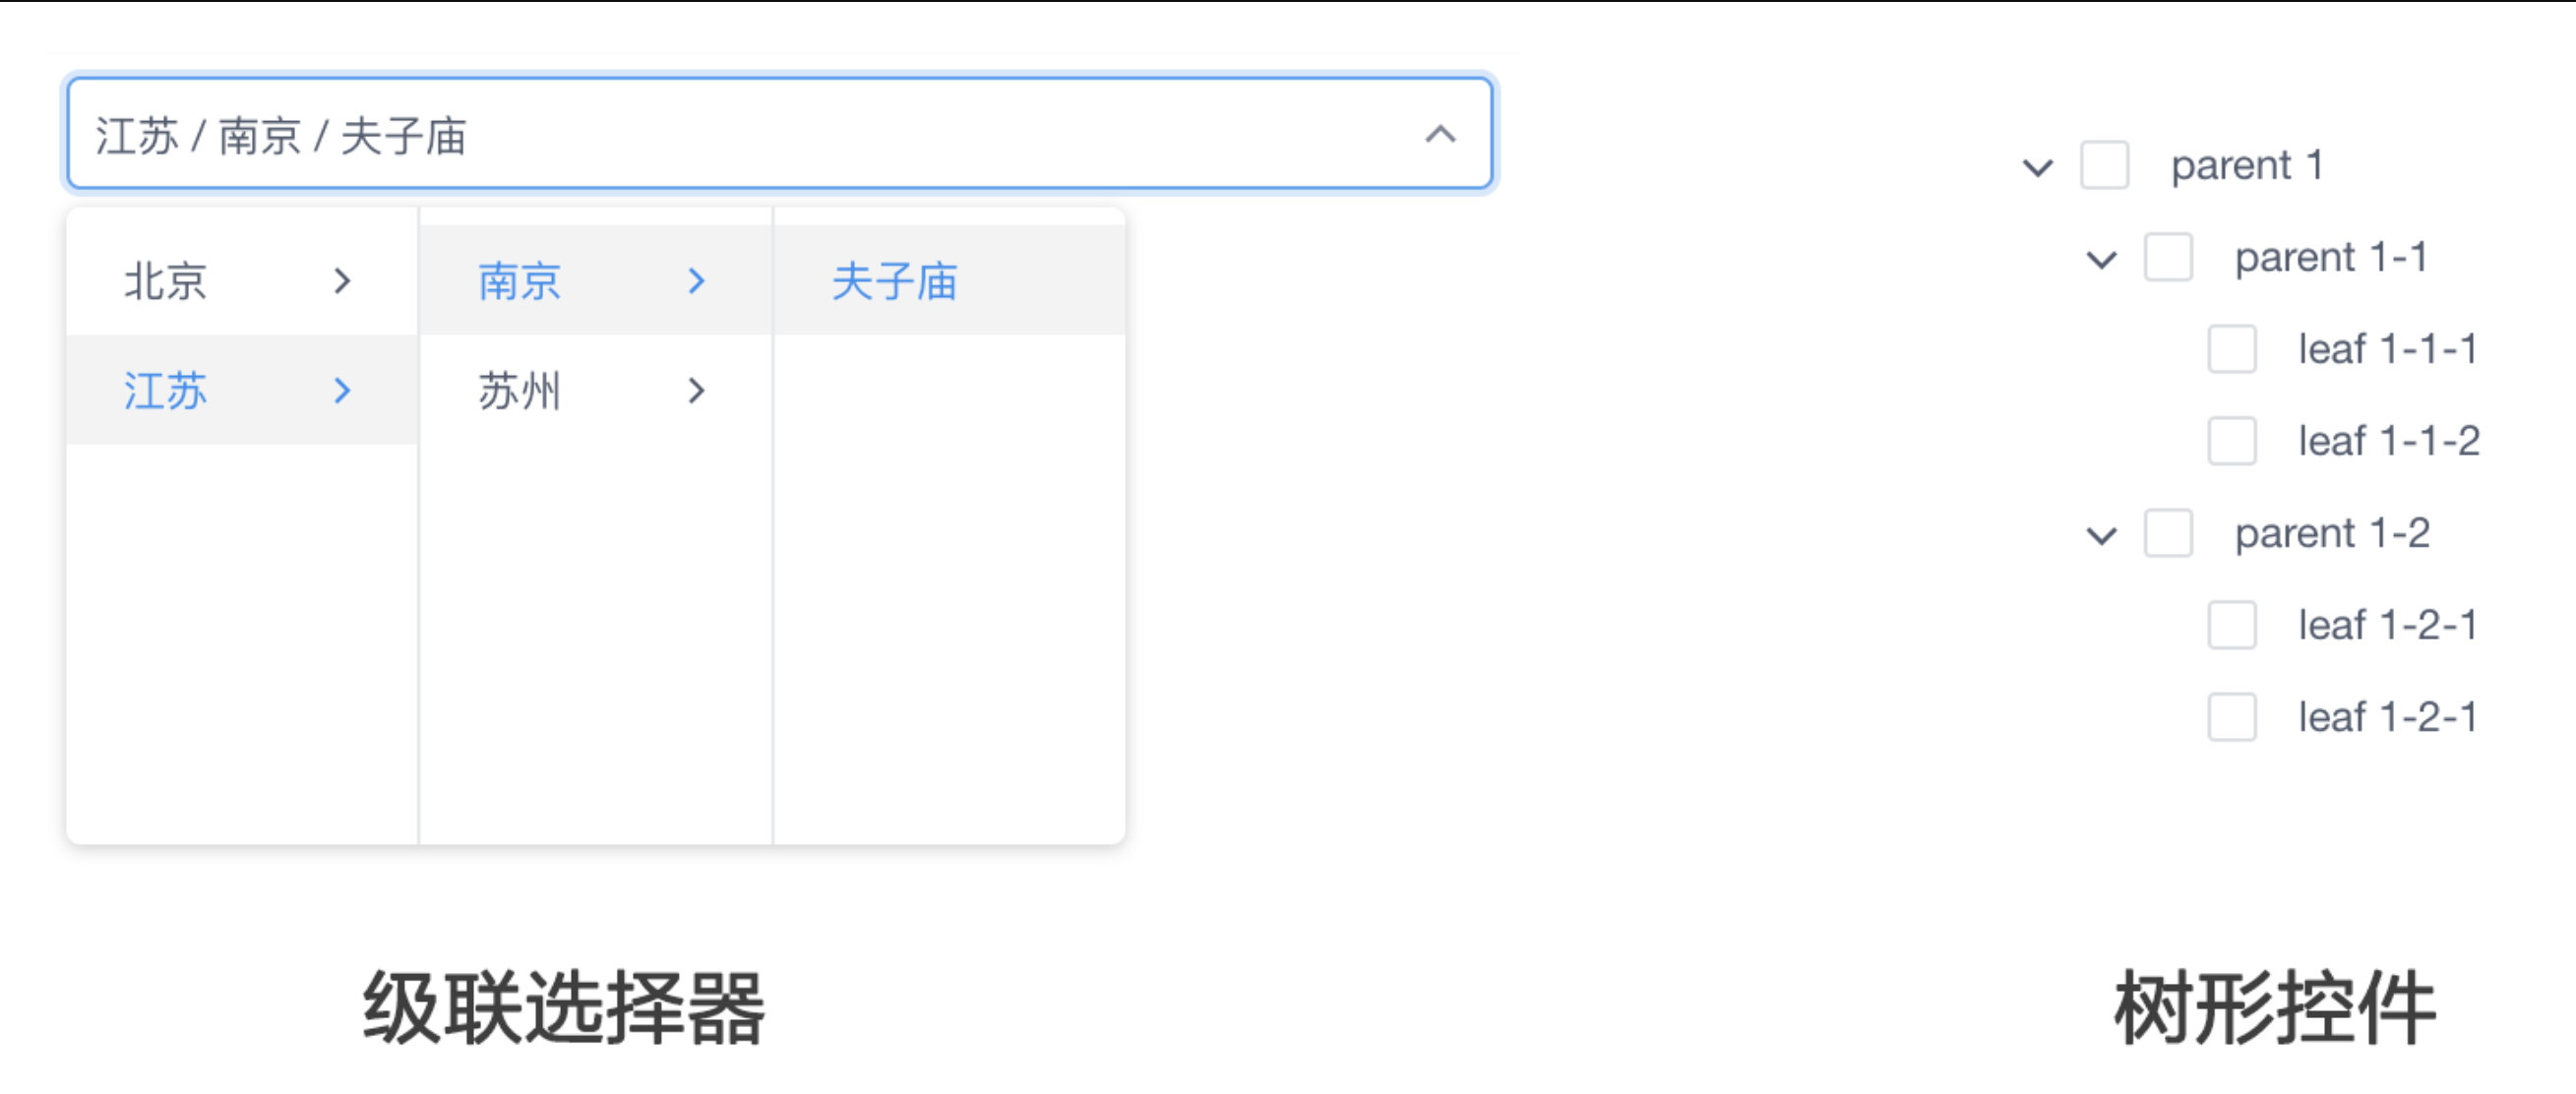 江苏 / 南京 / 夫子庙
北京
江苏
南京
苏州
夫子庙
级联选择器
parent 1
parent 1-1
leaf 1-1-1
leaf 1-1-2
parent 1-2
leaf 1-2-1
leaf 1-2-1
树形控件